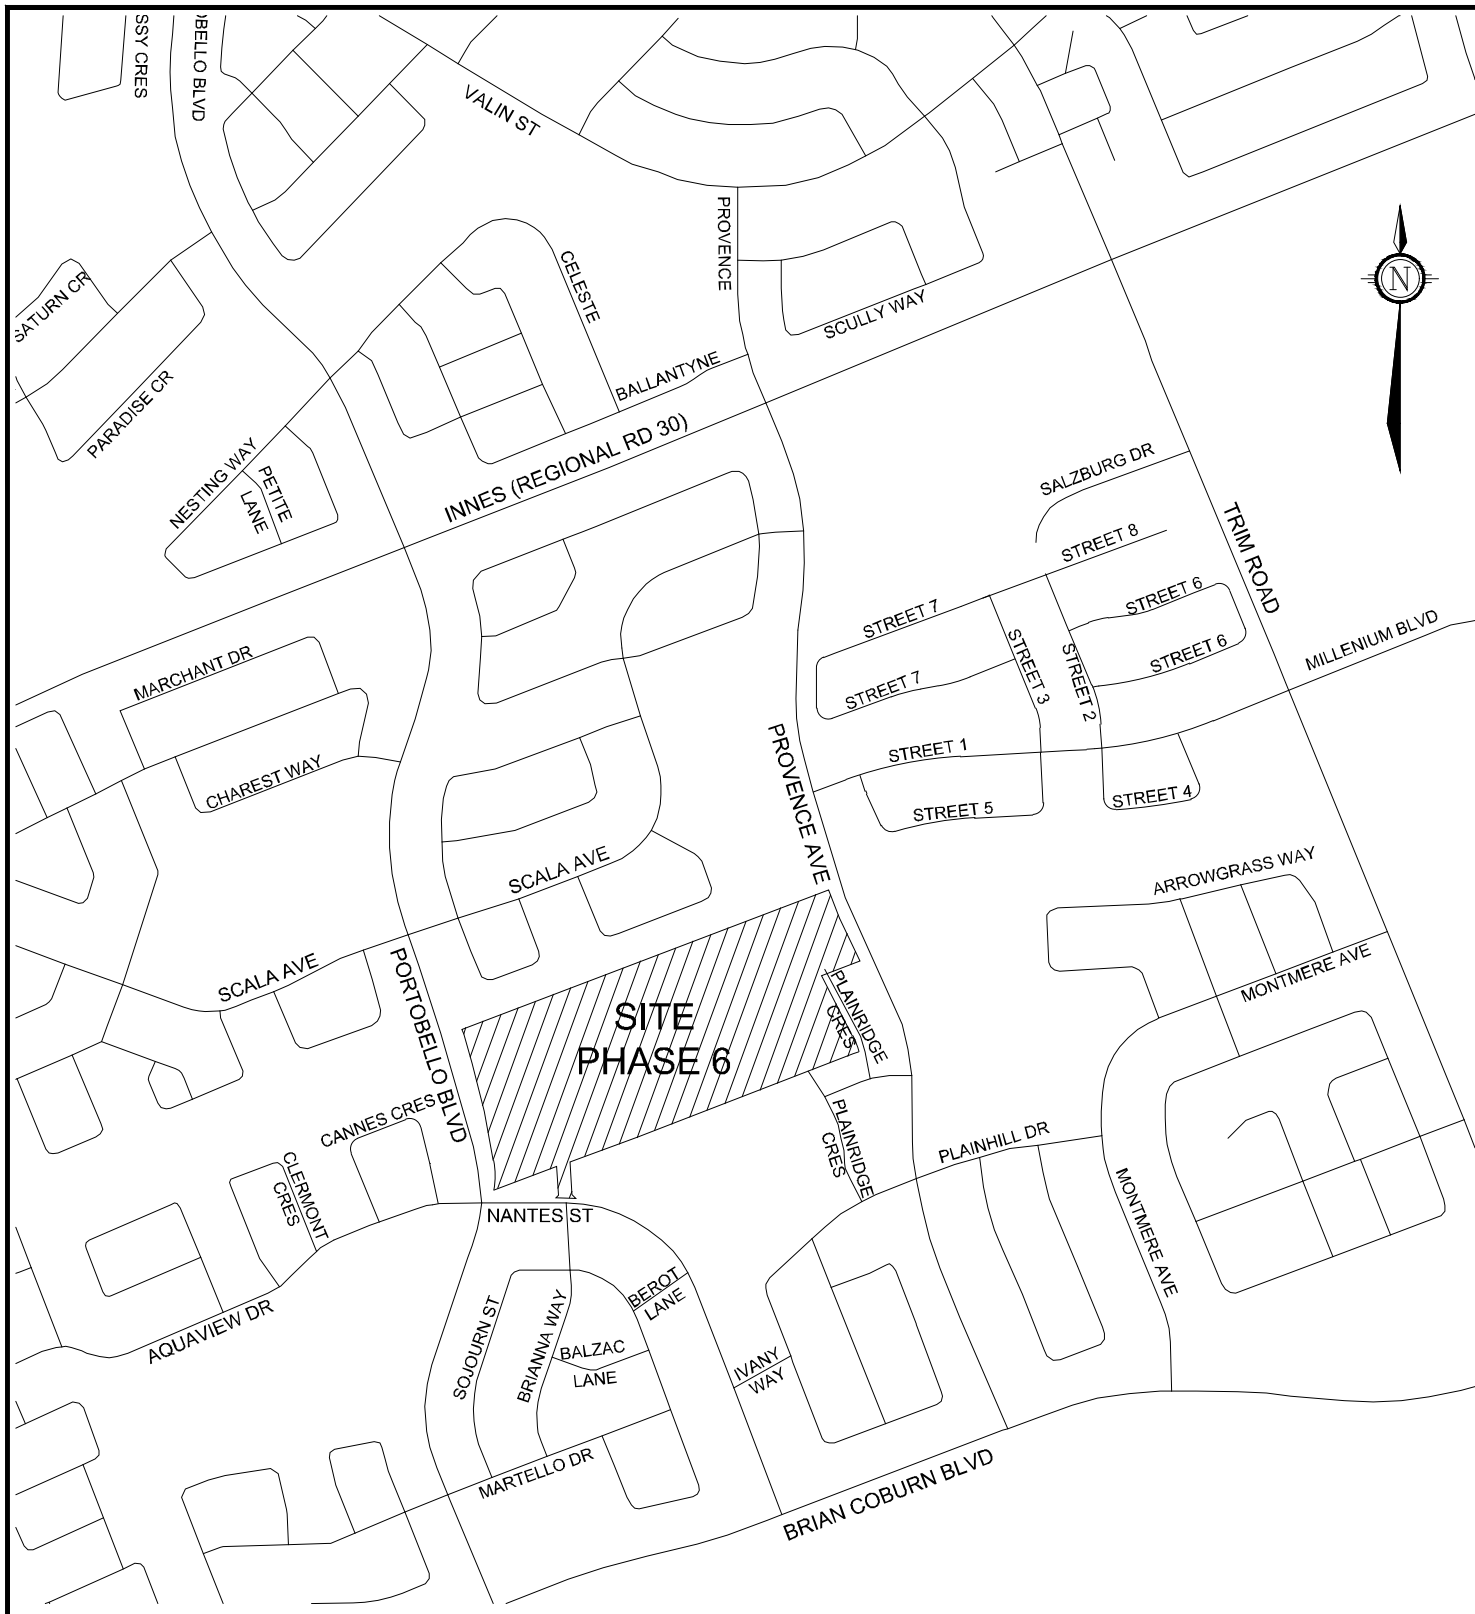 SSY CRES
OBELLO BLVD
VALIN ST
PROVENCE
CELESTE
SATURN CR
N
SCULLY WAY
BALLANTYNE
PARADISE CR
INNES (REGIONAL RD 30)
NESTING WAY
PETITE
LANE
SALZBURG DR
TRIM ROAD
STREET 8
STREET 6
STREET 7
STREET 6
MILLENIUM BLVD
STREET 3
STREET 2
STREET 7
MARCHANT DR
PROVENCE AVE
STREET 1
CHAREST WAY
STREET 5
STREET 4
SCALA AVE
ARROWGRASS WAY
SCALA AVE
PORTOBELLO BLVD
MONTMERE AVE
PLAINRIDGE
CRES
SITE
PHASE 6
CANNES CRES
PLAINRIDGE
CRES
PLAINHILL DR
CLERMONT
CRES
MONTMERE AVE
NANTES ST
AQUAVIEW DR
BEROT
LANE
SOJOURN ST
BRIANNA WAY
BALZAC
LANE
IVANY
WAY
MARTELLO DR
BRIAN COBURN BLVD